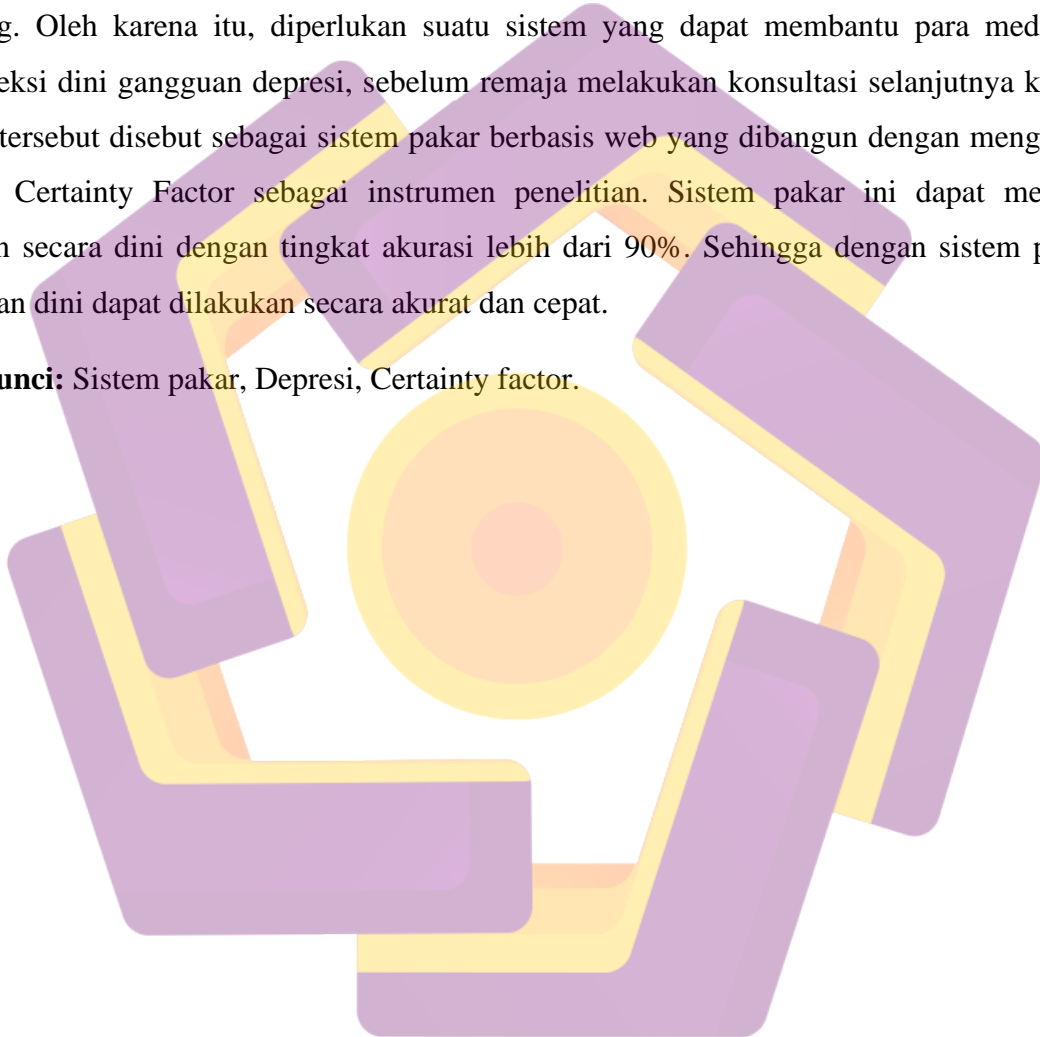 g. Oleh karena itu, diperlukan suatu sistem yang dapat membantu para med
eksi dini gangguan depresi, sebelum remaja melakukan konsultasi selanjutnya k
tersebut disebut sebagai sistem pakar berbasis web yang dibangun dengan meng
Certainty Factor sebagai instrumen penelitian. Sistem pakar ini dapat me
n secara dini dengan tingkat akurasi lebih dari 90%. Sehingga dengan sistem p
an dini dapat dilakukan secara akurat dan cepat.
unci: Sistem pakar, Depresi, Certainty factor.